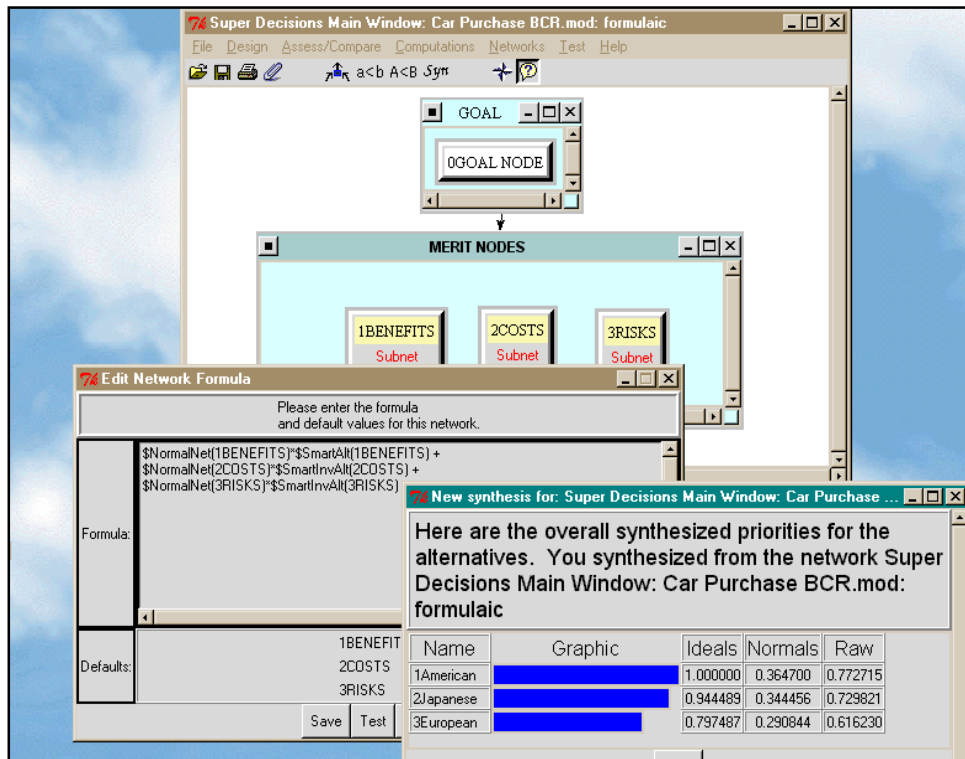 Super Decisions Main Window: Car Purchase BCR.mod: formulaic
File Design Assess/Compare Computations Networks Test Help
a<b A<B Syn
GOAL
0GOAL NODE
MERIT NODES
1BENEFITS
2COSTS
3RISKS
Subnet
Subnet
Subnet
Edit Network Formula
Please enter the formula
and default values for this network.
Formula:
$NormalNet(1BENEFITS)*$SmartAlt(1BENEFITS) +
$NormalNet(2COSTS)*$SmartInvAlt(2COSTS) +
$NormalNet(3RISKS)*$SmartInvAlt(3RISKS)
Defaults:
1BENEFIT
2COSTS
3RISKS
Save Test
New synthesis for: Super Decisions Main Window: Car Purchase ...
Here are the overall synthesized priorities for the
alternatives. You synthesized from the network Super
Decisions Main Window: Car Purchase BCR.mod:
formulaic
Name Graphic Ideals Normals Raw
1American 1.000000 0.364700 0.772715
2Japanese 0.944489 0.344456 0.729821
3European 0.797487 0.290844 0.616230